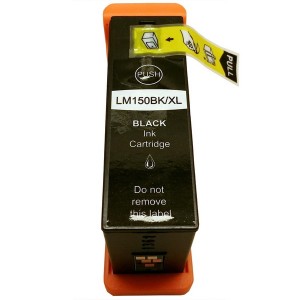 PULL
PUSH
LM150BK/XL
BLACK
Ink
Cartridge
Do not
remove
this label